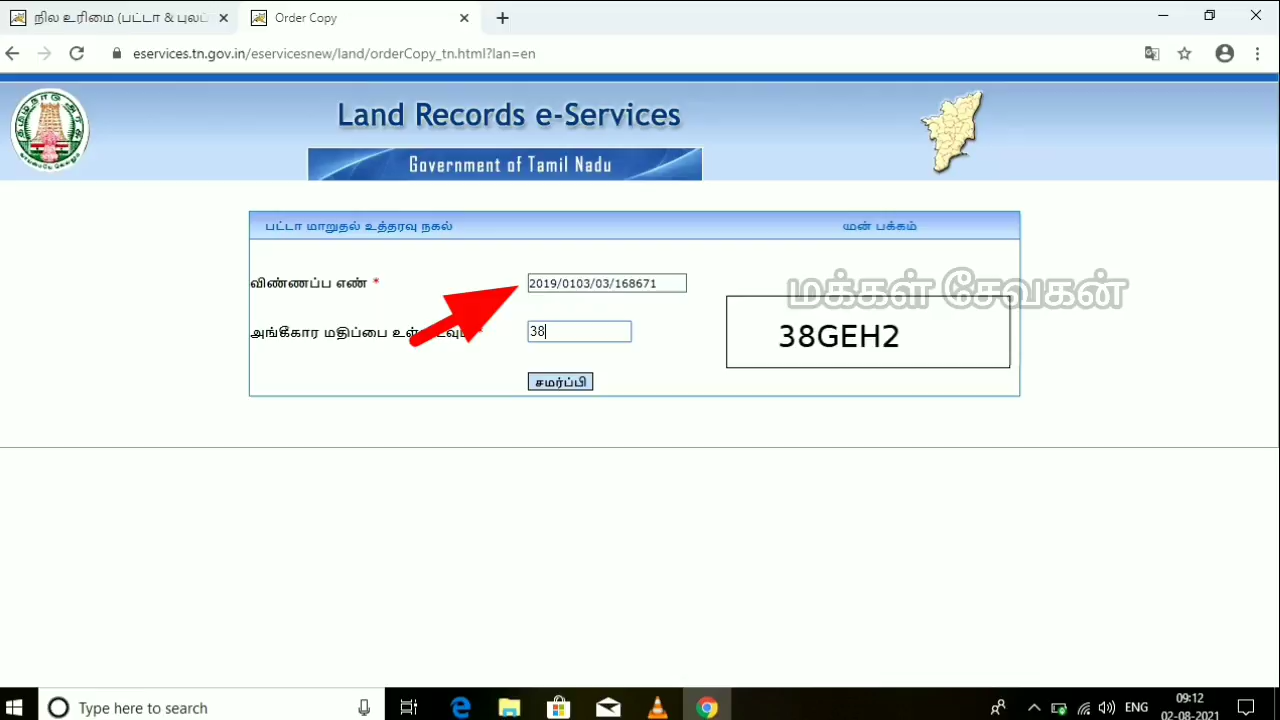 நில உரிமை (பட்டா & புலப்
Order Copy
eservices.tn.gov.in/eservicesnew/land/orderCopy_tn.html?lan=en
Land Records e-Services
Government of Tamil Nadu
பட்டா மாறுதல் உத்தரவு நகல்
முன் பக்கம்
விண்ணப்ப எண் *
2019/0103/03/168671
மக்கள் சேவகன்
அங்கீகார மதிப்பை
38
38GEH2
சமர்ப்பி
Type here to search
ENG
09:12
02-08-2021